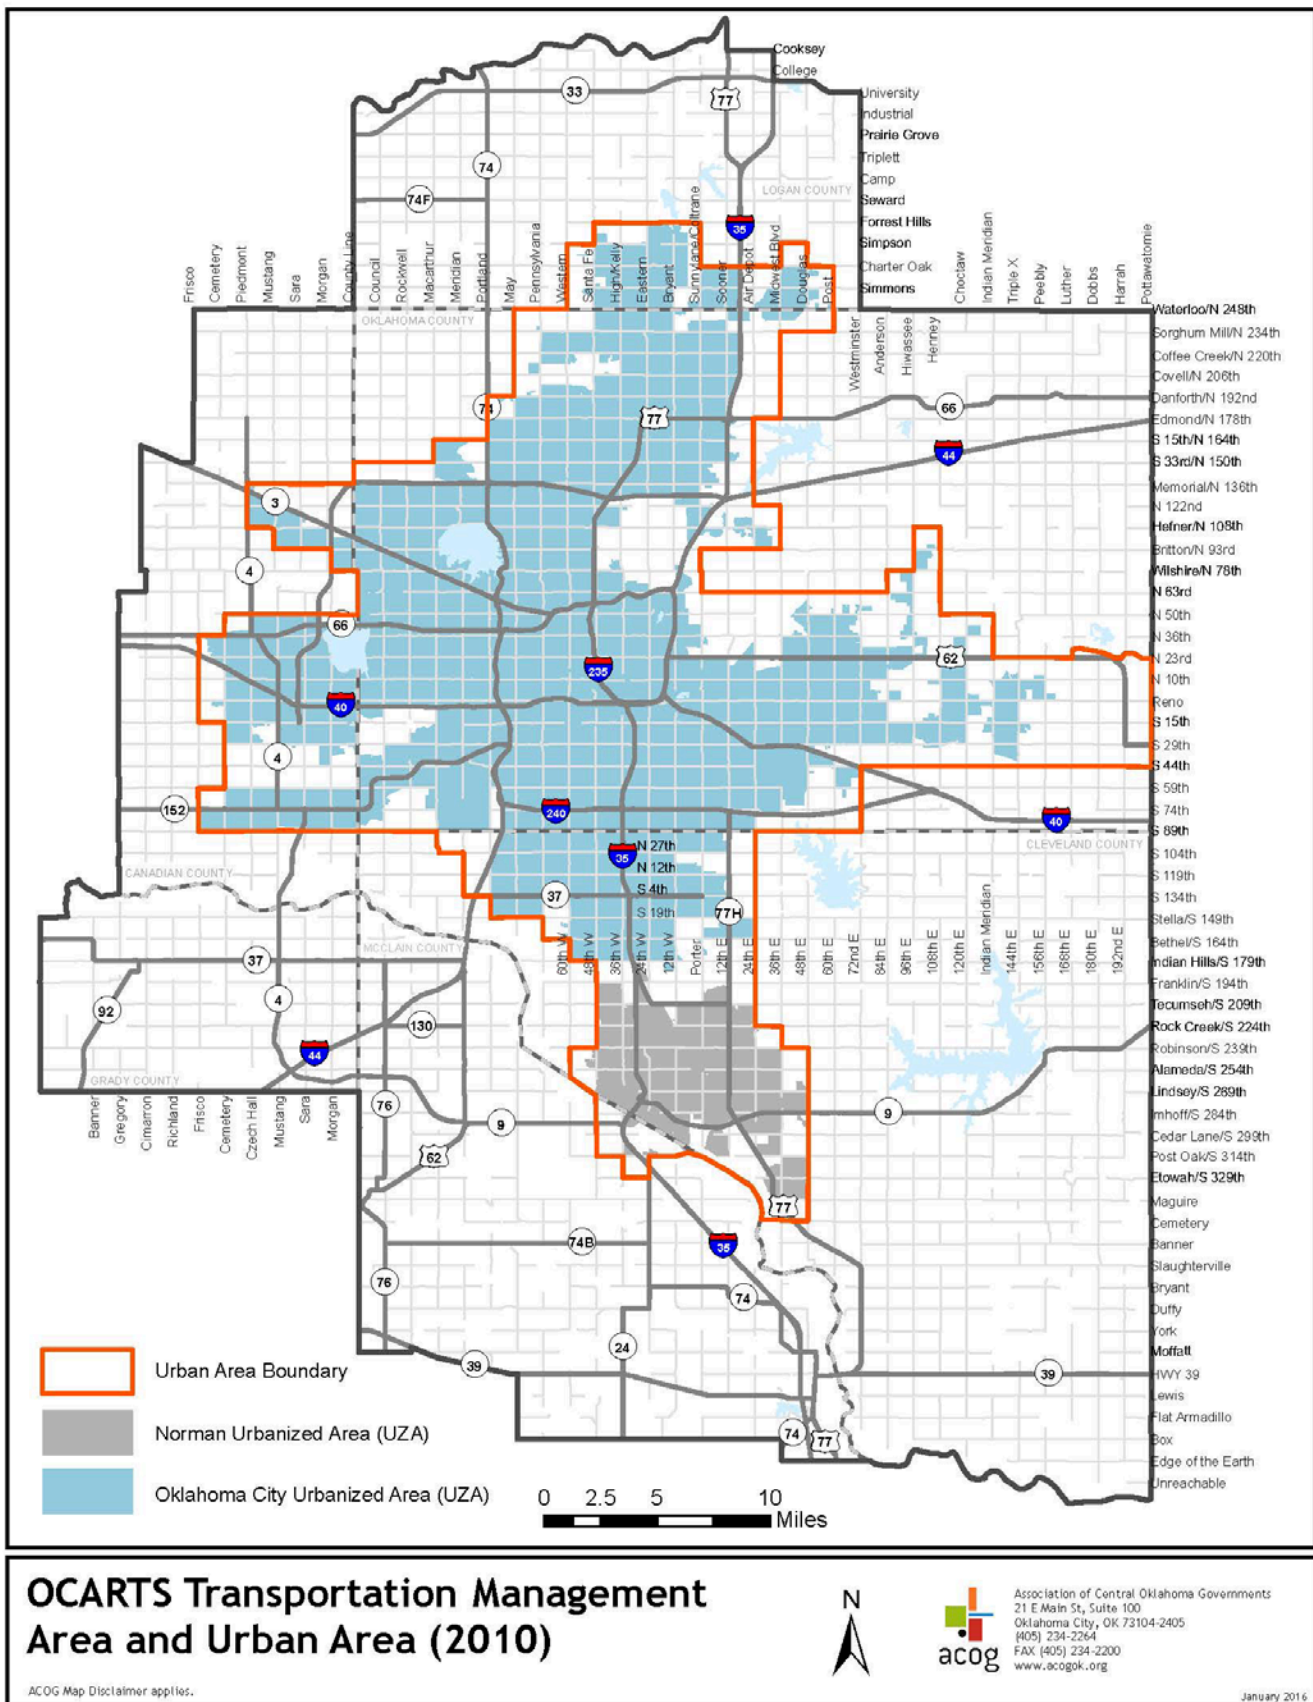 Cooksey
College
University
Industrial
Prairie Grove
Triplett
Camp
Seward
Forrest Hills
Simpson
Charter Oak
Simmons
33
77
74
74F
LOGAN COUNTY
35
Frisco
Cemetery
Piedmont
Mustang
Sara
Morgan
County Line
Council
Rockwell
Macarthur
Meridian
Portland
May
Pennsylvania
Western
Santa Fe
High/Kelly
Eastern
Bryant
Sunnylane/Coltrane
Sooner
Air Depot
Midwest Blvd
Douglas
Post
Westminster
Anderson
Hiwassee
Henney
Choctaw
Indian Meridian
Triple X
Peebly
Luther
Dobbs
Harrah
Pottawatomie
OKLAHOMA COUNTY
Waterloo/N 248th
Sorghum Mill/N 234th
Coffee Creek/N 220th
Covell/N 206th
Danforth/N 192nd
Edmond/N 178th
S 15th/N 164th
S 33rd/N 150th
Memorial/N 136th
N 122nd
Hefner/N 108th
Britton/N 93rd
Wilshire/N 78th
N 63rd
N 50th
N 36th
N 23rd
N 10th
Reno
S 15th
S 29th
S 44th
S 59th
S 74th
S 89th
S 104th
S 119th
S 134th
Stella/S 149th
Bethel/S 164th
Indian Hills/S 179th
Franklin/S 194th
Tecumseh/S 209th
Rock Creek/S 224th
Robinson/S 239th
Alameda/S 254th
Lindsey/S 269th
Imhoff/S 284th
Cedar Lane/S 299th
Post Oak/S 314th
Etowah/S 329th
Maguire
Cemetery
Banner
Slaughterville
Bryant
Duffy
York
Moffatt
HWY 39
Lewis
Flat Armadillo
Box
Edge of the Earth
Unreachable
74
77
66
44
3
4
66
235
62
40
4
152
240
40
CLEVELAND COUNTY
CANADIAN COUNTY
MCCLAIN COUNTY
GRADY COUNTY
35
N 27th
N 12th
S 4th
S 19th
37
77H
60th W
48th W
36th W
24th W
12th W
Porter
12th E
24th E
36th E
48th E
60th E
72nd E
84th E
96th E
108th E
120th E
Indian Meridian
144th E
156th E
168th E
180th E
192nd E
37
4
92
130
44
Banner
Gregory
Cimarron
Richland
Frisco
Cemetery
Czech Hall
Mustang
Sara
Morgan
76
9
62
9
77
74B
35
76
74
24
39
39
74
77
Urban Area Boundary
Norman Urbanized Area (UZA)
Oklahoma City Urbanized Area (UZA)
0 2.5 5 10
Miles
OCARTS Transportation Management
Area and Urban Area (2010)
ACOG Map Disclaimer applies.
N
acog
Association of Central Oklahoma Governments
21 E Main St, Suite 100
Oklahoma City, OK 73104-2405
(405) 234-2264
FAX (405) 234-2200
www.acogok.org
January 2016